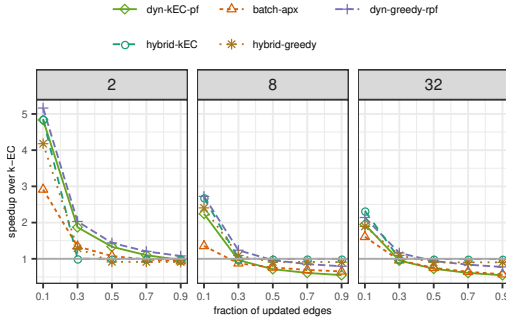 dyn-kEC-pf batch-apx dyn-greedy-rpf
hybrid-kEC hybrid-greedy
2 8 32
speedup over k-EC
5
4
3
2
1
0.1 0.3 0.5 0.7 0.9 0.1 0.3 0.5 0.7 0.9 0.1 0.3 0.5 0.7 0.9
fraction of updated edges